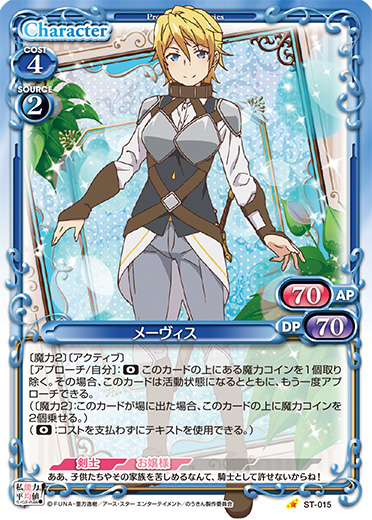 Character
COST
4
SOURCE
2
70 AP
DP 70
メーヴィス
〔魔力2〕〔アクティブ〕
［アプローチ／自分］：0 このカードの上にある魔力コインを1個取り
除く。その場合、このカードは活動状態になるとともに、もう一度アプ
ローチできる。
（〔魔力2〕：このカードが場に出た場合、このカードの上に魔力コインを
2個乗せる。）
（0：コストを支払わずにテキストを使用できる。）
剣士 お嬢様
ああ、子供たちやその家族を苦しめるなんて、騎士として許せないからね！
私、能力は平均値
©FUNA・亜方逸樹／アース・スター エンターテイメント／のうきん製作委員会
ST-015